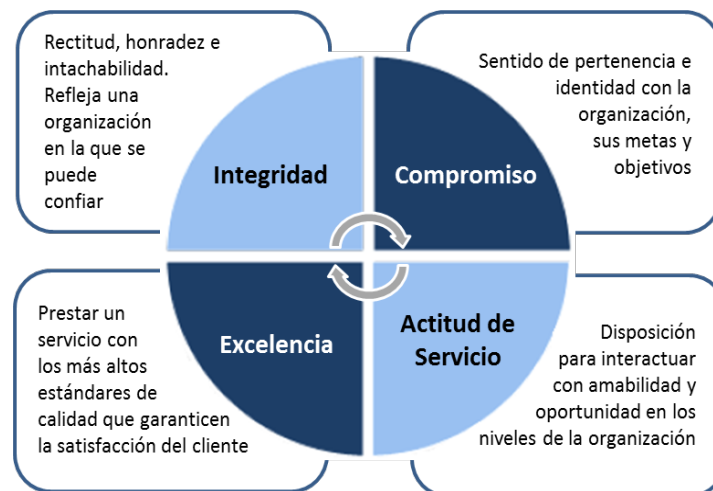 Rectitud, honradez e
intachabilidad.
Refleja una
organización
en la que se
puede
confiar
Integridad
Compromiso
Sentido de pertenencia e
identidad con la
organización,
sus metas y
objetivos
Prestar un
servicio con
los más altos
estándares de
calidad que garanticen
la satisfacción del cliente
Excelencia
Actitud de
Servicio
Disposición
para interactuar
con amabilidad y
oportunidad en los
niveles de la organización